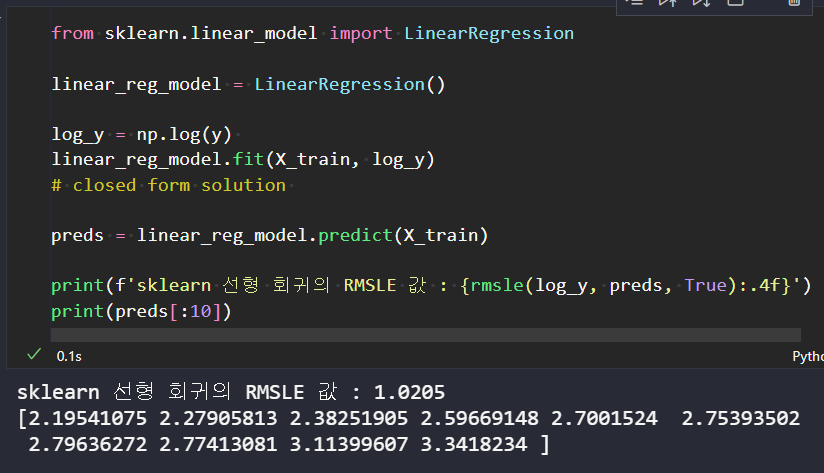 from sklearn.linear_model import LinearRegression
linear_reg_model = LinearRegression()
log_y = np.log(y)
linear_reg_model.fit(X_train, log_y)
# closed form solution
preds = linear_reg_model.predict(X_train)
print(f'sklearn 선형 회귀의 RMSLE 값 : {rmsle(log_y, preds, True):.4f}')
print(preds[:10])
0.1s
sklearn 선형 회귀의 RMSLE 값 : 1.0205
[2.19541075 2.27905813 2.38251905 2.59669148 2.7001524  2.75393502
 2.79636272 2.77413081 3.11399607 3.3418234 ]